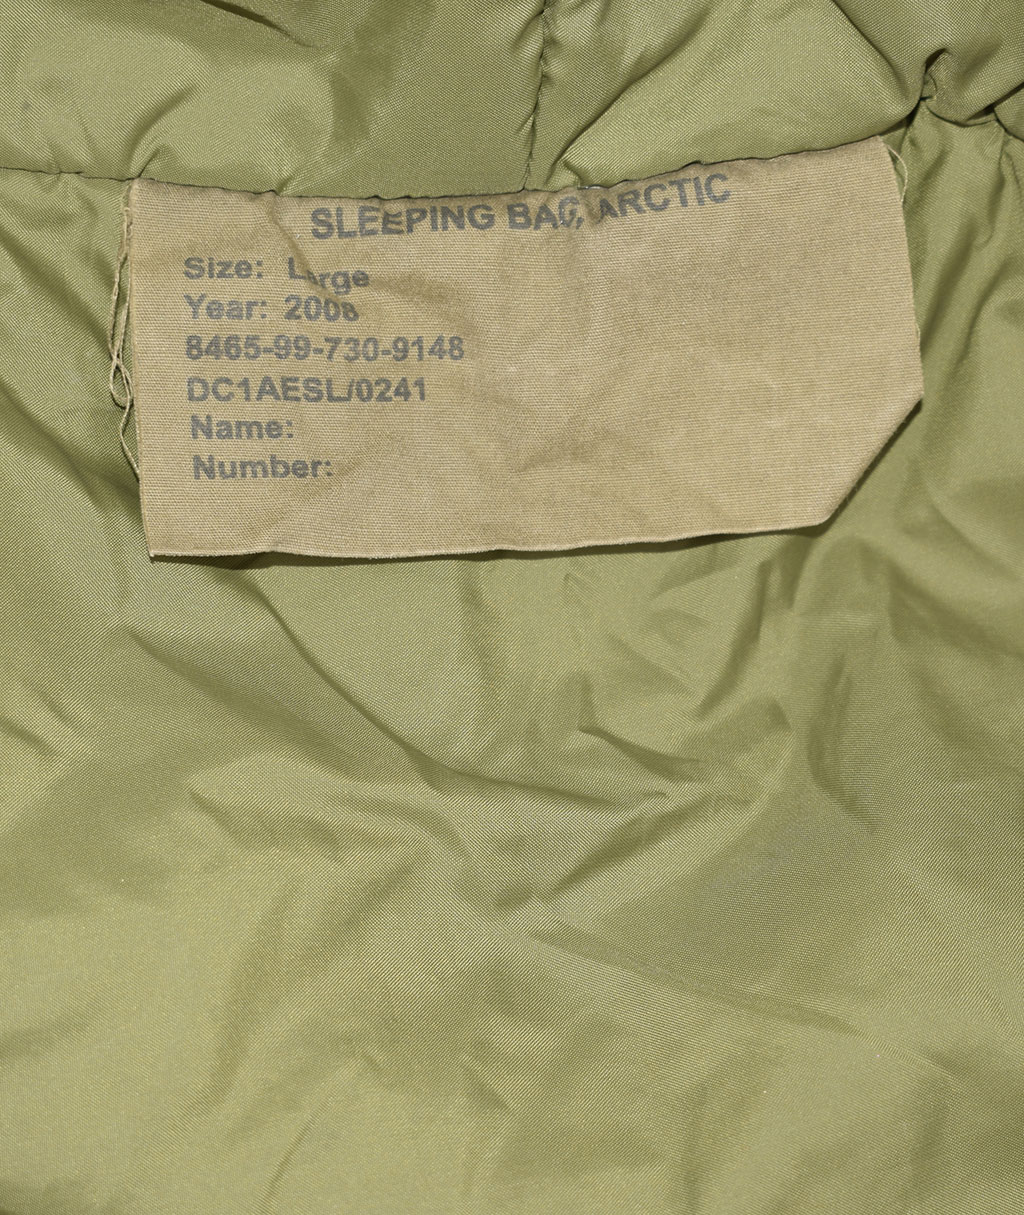 SLEEPING BAG, ARCTIC
Size: Large
Year: 2008
8465-99-730-9148
DC1AESL/0241
Name:
Number: